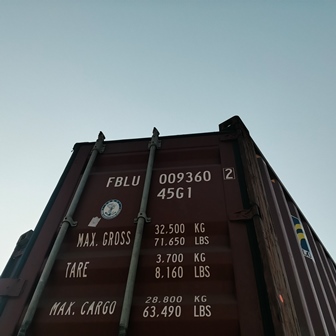 FBLU 009360 2
45G1
MAX. GROSS 32.500 KG
71.650 LBS
TARE 3.700 KG
8.160 LBS
MAX. CARGO 28.800 KG
63.490 LBS